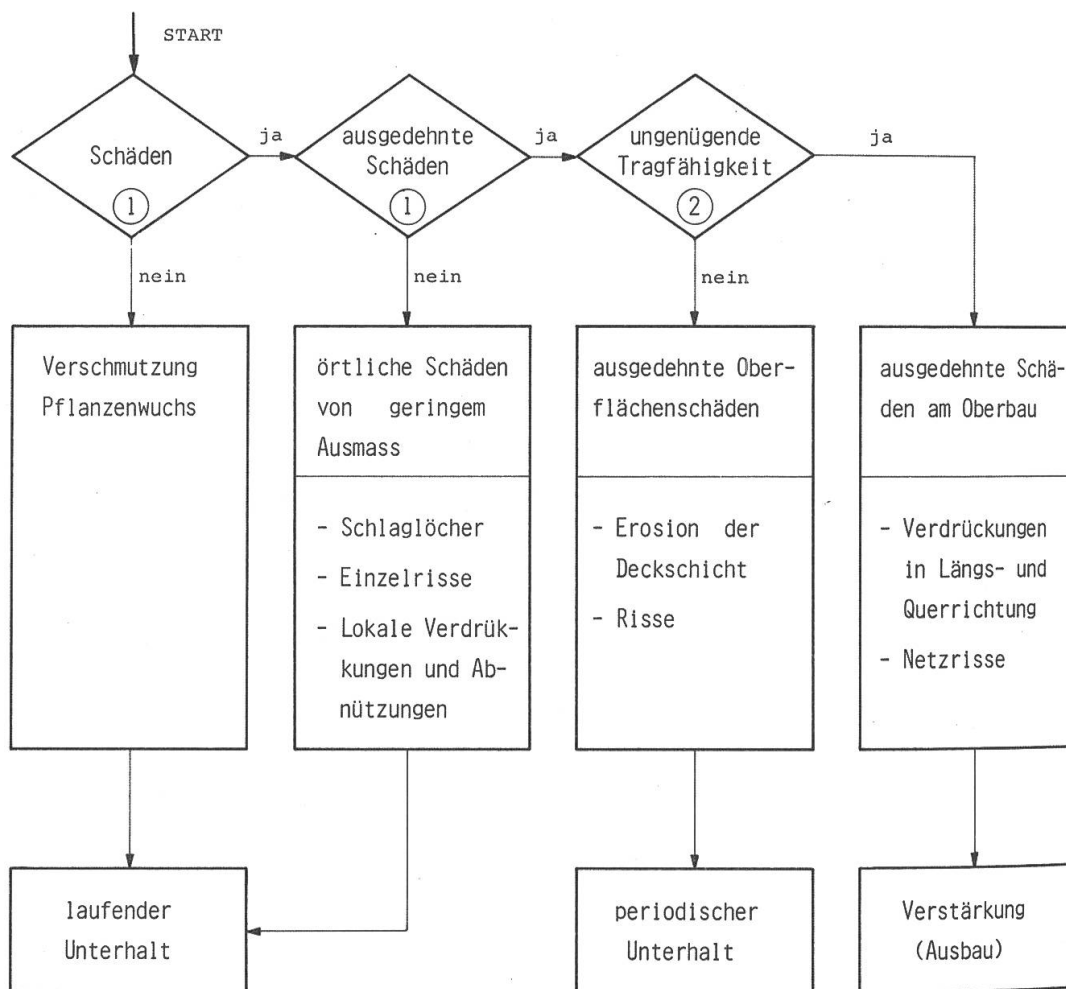 START
Schäden
1
ja
ausgedehnte
Schäden
1
ja
ungenügende
Tragfähigkeit
2
ja
nein
nein
nein
Verschmutzung
Pflanzenwuchs
örtliche Schäden
von geringem
Ausmass
- Schlaglöcher
- Einzelrisse
- Lokale Verdrük-
kungen und Ab-
nützungen
ausgedehnte Ober-
flächenschäden
- Erosion der
Deckschicht
- Risse
ausgedehnte Schä-
den am Oberbau
- Verdrückungen
in Längs- und
Querrichtung
- Netzrisse
laufender
Unterhalt
periodischer
Unterhalt
Verstärkung
(Ausbau)